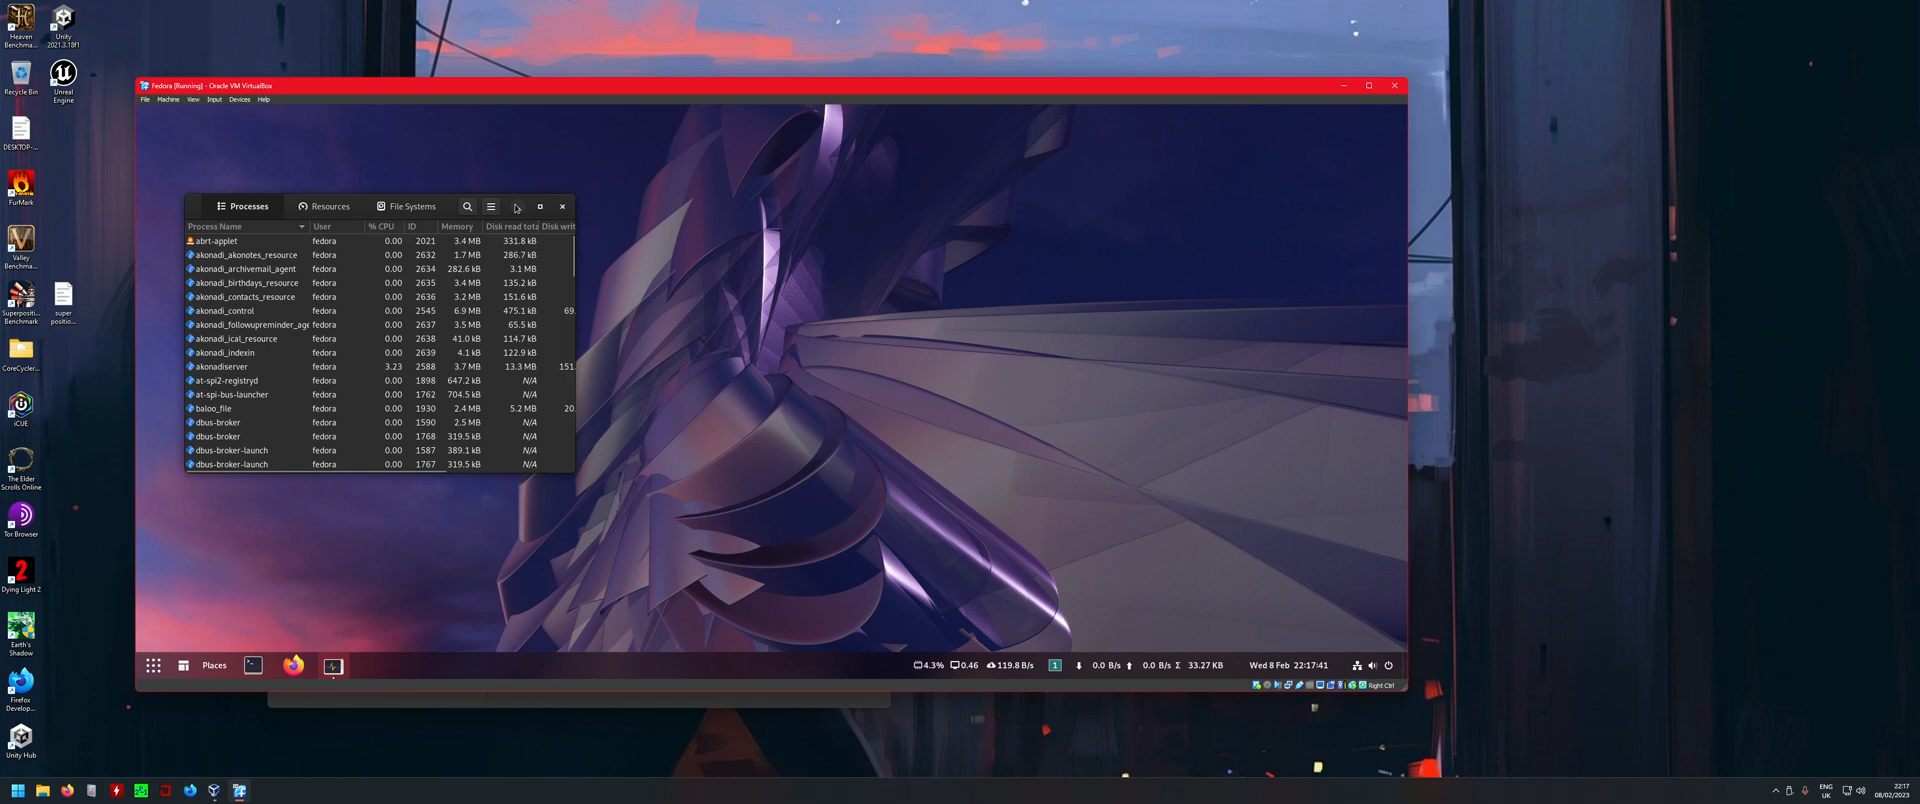 Heaven
Benchma...
Unity
2021.3.18f1
Recycle Bin
Unreal
Engine
DESKTOP-...
FurMark
Valley
Benchma...
Superpositi...
Benchmark
super
positio...
CoreCycler...
iCUE
The Elder
Scrolls Online
Tor Browser
2
Dying Light 2
Earth's
Shadow
Firefox
Develop...
Unity Hub
Fedora [Running] - Oracle VM VirtualBox
File Machine View Input Devices Help
Processes Resources File Systems
Process Name User % CPU ID Memory Disk read tota Disk writ
abrt-applet fedora 0.00 2021 3.4 MB 331.8 kB
akonadi_akonotes_resource fedora 0.00 2632 1.7 MB 286.7 kB
akonadi_archivemail_agent fedora 0.00 2634 282.6 kB 3.1 MB
akonadi_birthdays_resource fedora 0.00 2635 3.4 MB 135.2 kB
akonadi_contacts_resource fedora 0.00 2636 3.2 MB 151.6 kB
akonadi_control fedora 0.00 2545 6.9 MB 475.1 kB 69.
akonadi_followupreminder_age fedora 0.00 2637 3.5 MB 65.5 kB
akonadi_ical_resource fedora 0.00 2638 41.0 kB 114.7 kB
akonadi_indexin fedora 0.00 2639 4.1 kB 122.9 kB
akonadiserver fedora 3.23 2588 3.7 MB 13.3 MB 151.
at-spi2-registryd fedora 0.00 1898 647.2 kB N/A
at-spi-bus-launcher fedora 0.00 1762 704.5 kB N/A
baloo_file fedora 0.00 1930 2.4 MB 5.2 MB 20.
dbus-broker fedora 0.00 1590 2.5 MB N/A
dbus-broker fedora 0.00 1768 319.5 kB N/A
dbus-broker-launch fedora 0.00 1587 389.1 kB N/A
dbus-broker-launch fedora 0.00 1767 319.5 kB N/A
Places 4.3% 0.46 119.8 B/s 1 0.0 B/s 0.0 B/s Σ 33.27 KB Wed 8 Feb 22:17:41
Right Ctrl
ENG
UK
22:17
08/02/2023